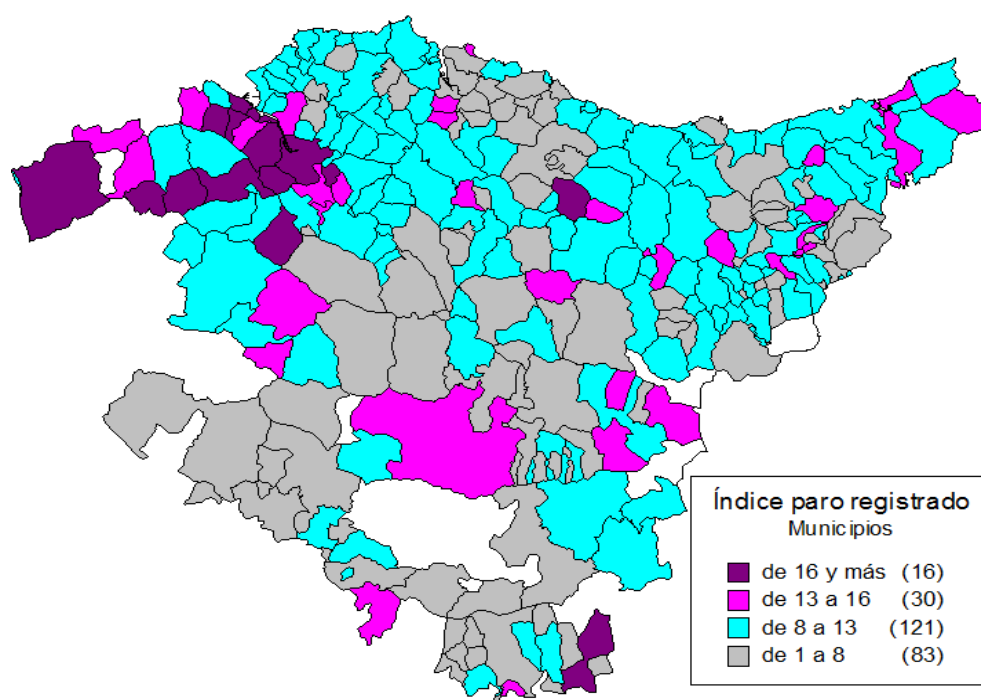 Índice paro registrado
Municipios
de 16 y más (16)
de 13 a 16 (30)
de 8 a 13 (121)
de 1 a 8 (83)